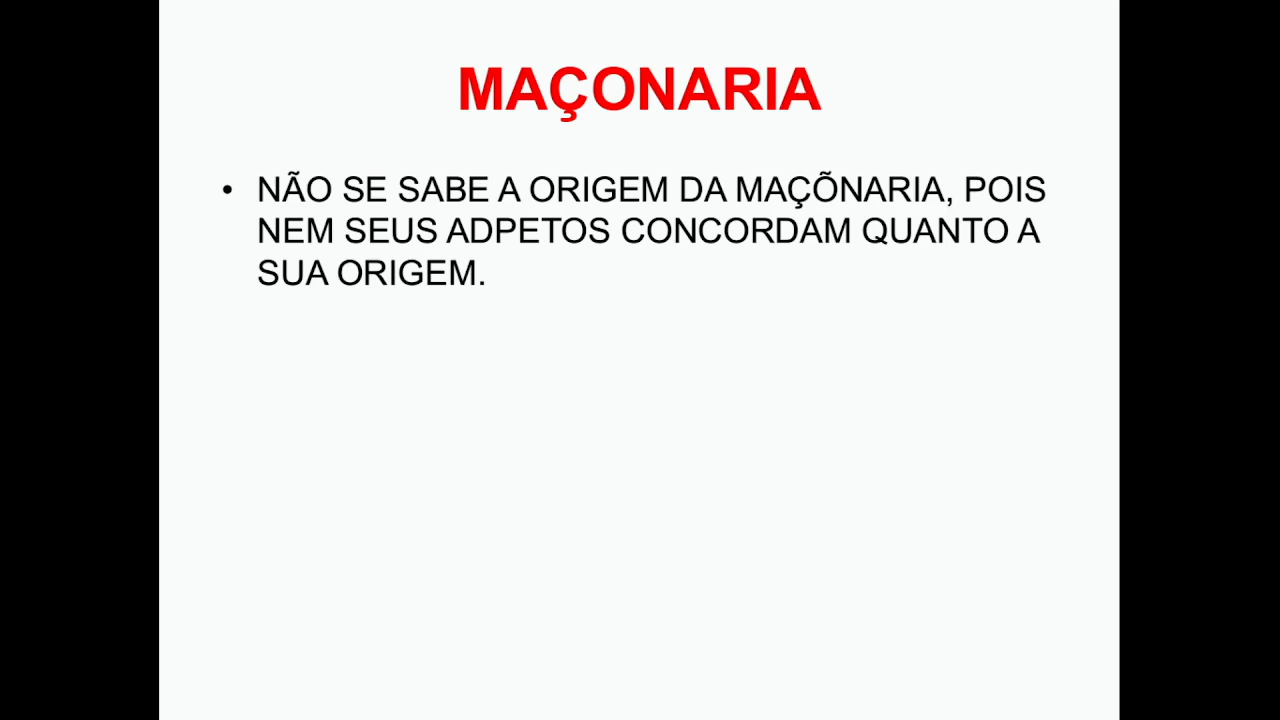 MAÇONARIA
• NÃO SE SABE A ORIGEM DA MAÇÕNARIA, POIS
NEM SEUS ADPETOS CONCORDAM QUANTO A
SUA ORIGEM.